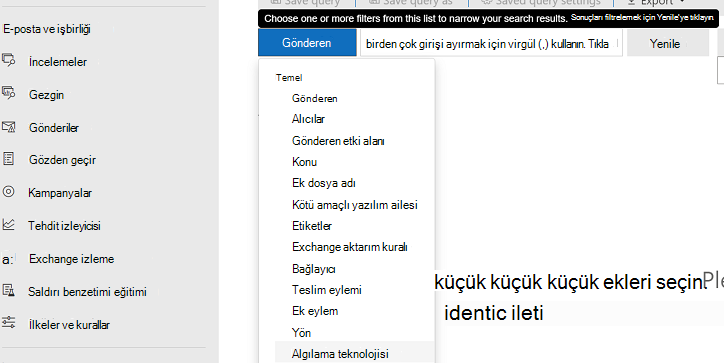 Save query
Save query as
Saved query settings
Export
Choose one or more filters from this list to narrow your search results. Sonuçları filtrelemek için Yenile'ye tıklayın
E-posta ve işbirliği
Gönderen
birden çok girişi ayırmak için virgül (,) kullanın. Tıkla
Yenile
İncelemeler
Gezgin
Gönderiler
Gözden geçir
Kampanyalar
Tehdit izleyicisi
a: Exchange izleme
Saldırı benzetimi eğitimi
İlkeler ve kurallar
Temel
Gönderen
Alıcılar
Gönderen etki alanı
Konu
Ek dosya adı
Kötü amaçlı yazılım ailesi
Etiketler
Exchange aktarım kuralı
Bağlayıcı
Teslim eylemi
Ek eylem
Yön
Algılama teknolojisi
küçük küçük küçük ekleri seçin.
identic ileti